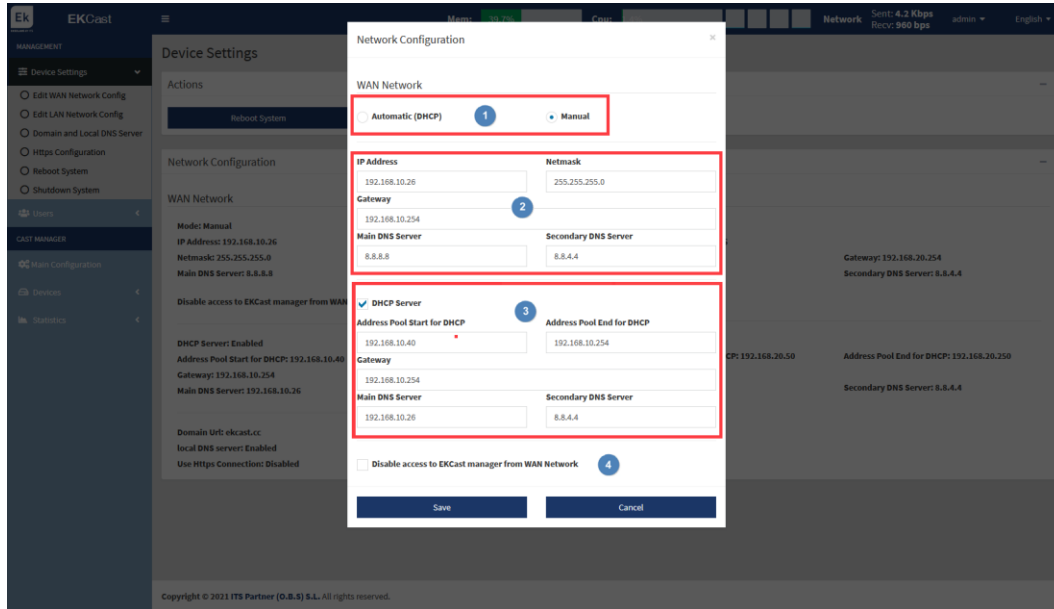 Ek
EKCast
Mem: 39.7%
Cpu:
Network
Sent: 4.2 Kbps
Recv: 960 bps
admin
English
MANAGEMENT
Device Settings
Edit WAN Network Config
Edit LAN Network Config
Domain and Local DNS Server
Https Configuration
Reboot System
Shutdown System
Users
CAST MANAGER
Main Configuration
Devices
Statistics
Device Settings
Actions
Reboot System
Network Configuration
WAN Network
Mode: Manual
IP Address: 192.168.10.26
Netmask: 255.255.255.0
Gateway: 192.168.20.254
Main DNS Server: 8.8.8.8
Secondary DNS Server: 8.8.4.4
Disable access to EKCast manager from WAN
DHCP Server: Enabled
Address Pool Start for DHCP: 192.168.10.40
CP: 192.168.20.50
Address Pool End for DHCP: 192.168.20.250
Gateway: 192.168.10.254
Main DNS Server: 192.168.10.26
Secondary DNS Server: 8.8.4.4
Domain Url: ekcast.cc
local DNS server: Enabled
Use Https Connection: Disabled
Network Configuration
×
WAN Network
Automatic (DHCP)
1
Manual
IP Address
Netmask
192.168.10.26
255.255.255.0
Gateway
2
192.168.10.254
Main DNS Server
Secondary DNS Server
8.8.8.8
8.8.4.4
DHCP Server
3
Address Pool Start for DHCP
Address Pool End for DHCP
192.168.10.40
192.168.10.254
Gateway
192.168.10.254
Main DNS Server
Secondary DNS Server
192.168.10.26
8.8.4.4
Disable access to EKCast manager from WAN Network
4
Save
Cancel
Copyright © 2021 ITS Partner (O.B.S) S.L. All rights reserved.